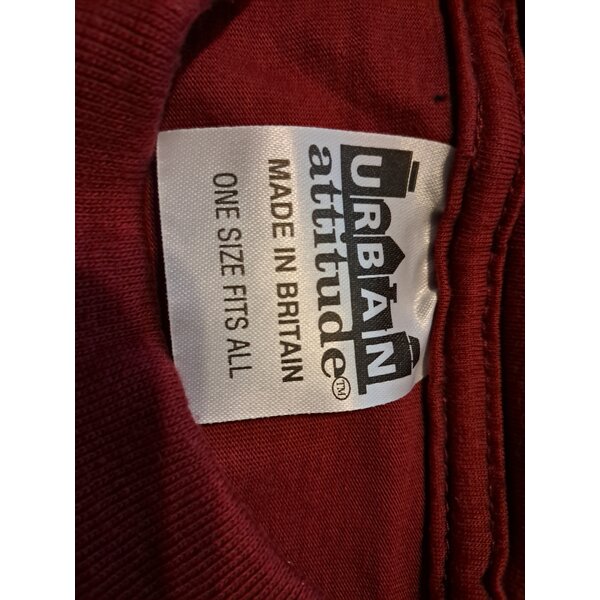 URBAN
attitude™
MADE IN BRITAIN
ONE SIZE FITS ALL